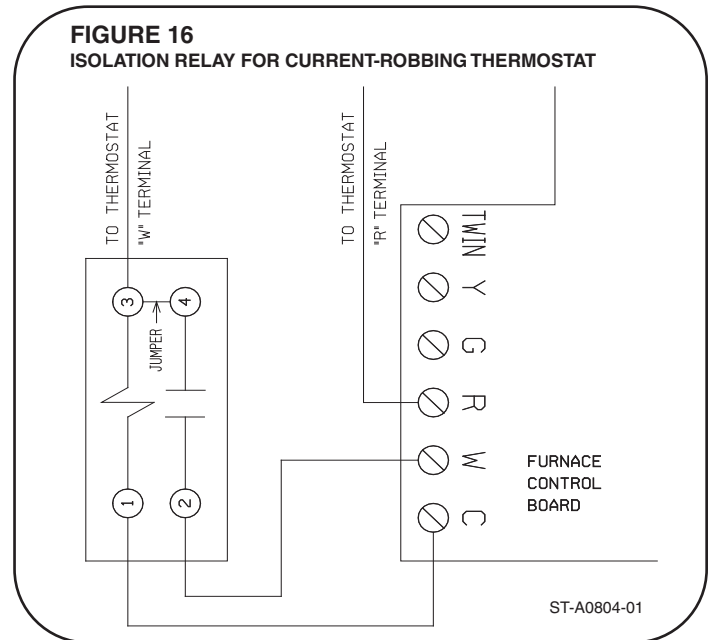 FIGURE 16
ISOLATION RELAY FOR CURRENT-ROBBING THERMOSTAT
TO THERMOSTAT
"W" TERMINAL
TO THERMOSTAT
"R" TERMINAL
3
4
JUMPER
1
2
TWIN
Y
G
R
W
C
FURNACE
CONTROL
BOARD
ST-A0804-01